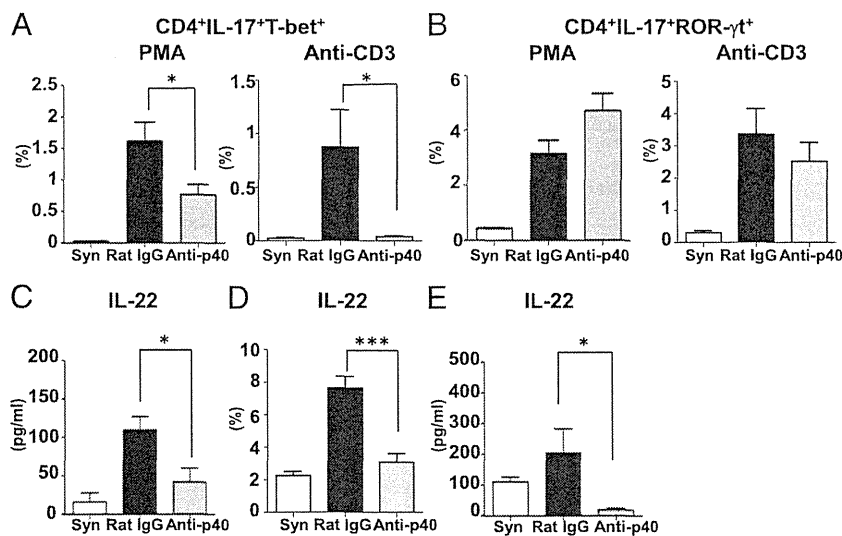 A
CD4+IL-17+T-bet+
PMA
Anti-CD3
B
CD4+IL-17+ROR-γt+
PMA
Anti-CD3
2.5
2
1.5
1
0.5
0
(%)
*
Syn Rat IgG Anti-p40
1.5
1
0.5
0
(%)
*
Syn Rat IgG Anti-p40
6
4
2
0
(%)
Syn Rat IgG Anti-p40
5
4
3
2
1
0
(%)
Syn Rat IgG Anti-p40
C
IL-22
200
150
100
50
0
(pg/ml)
*
Syn Rat IgG Anti-p40
D
IL-22
10
8
6
4
2
0
(%)
***
Syn Rat IgG Anti-p40
E
IL-22
500
400
300
200
100
0
(pg/ml)
*
Syn Rat IgG Anti-p40